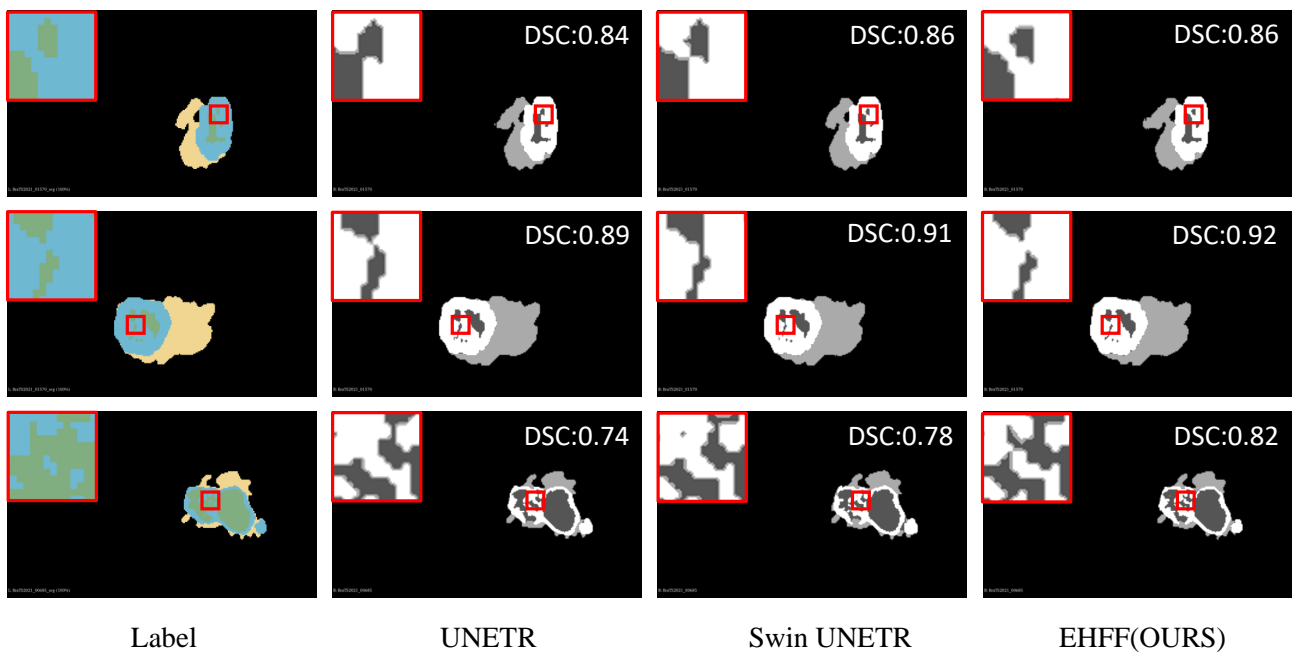 DSC:0.84
DSC:0.86
DSC:0.86
DSC:0.89
DSC:0.91
DSC:0.92
DSC:0.74
DSC:0.78
DSC:0.82
Label
UNETR
Swin UNETR
EHFF(OURS)